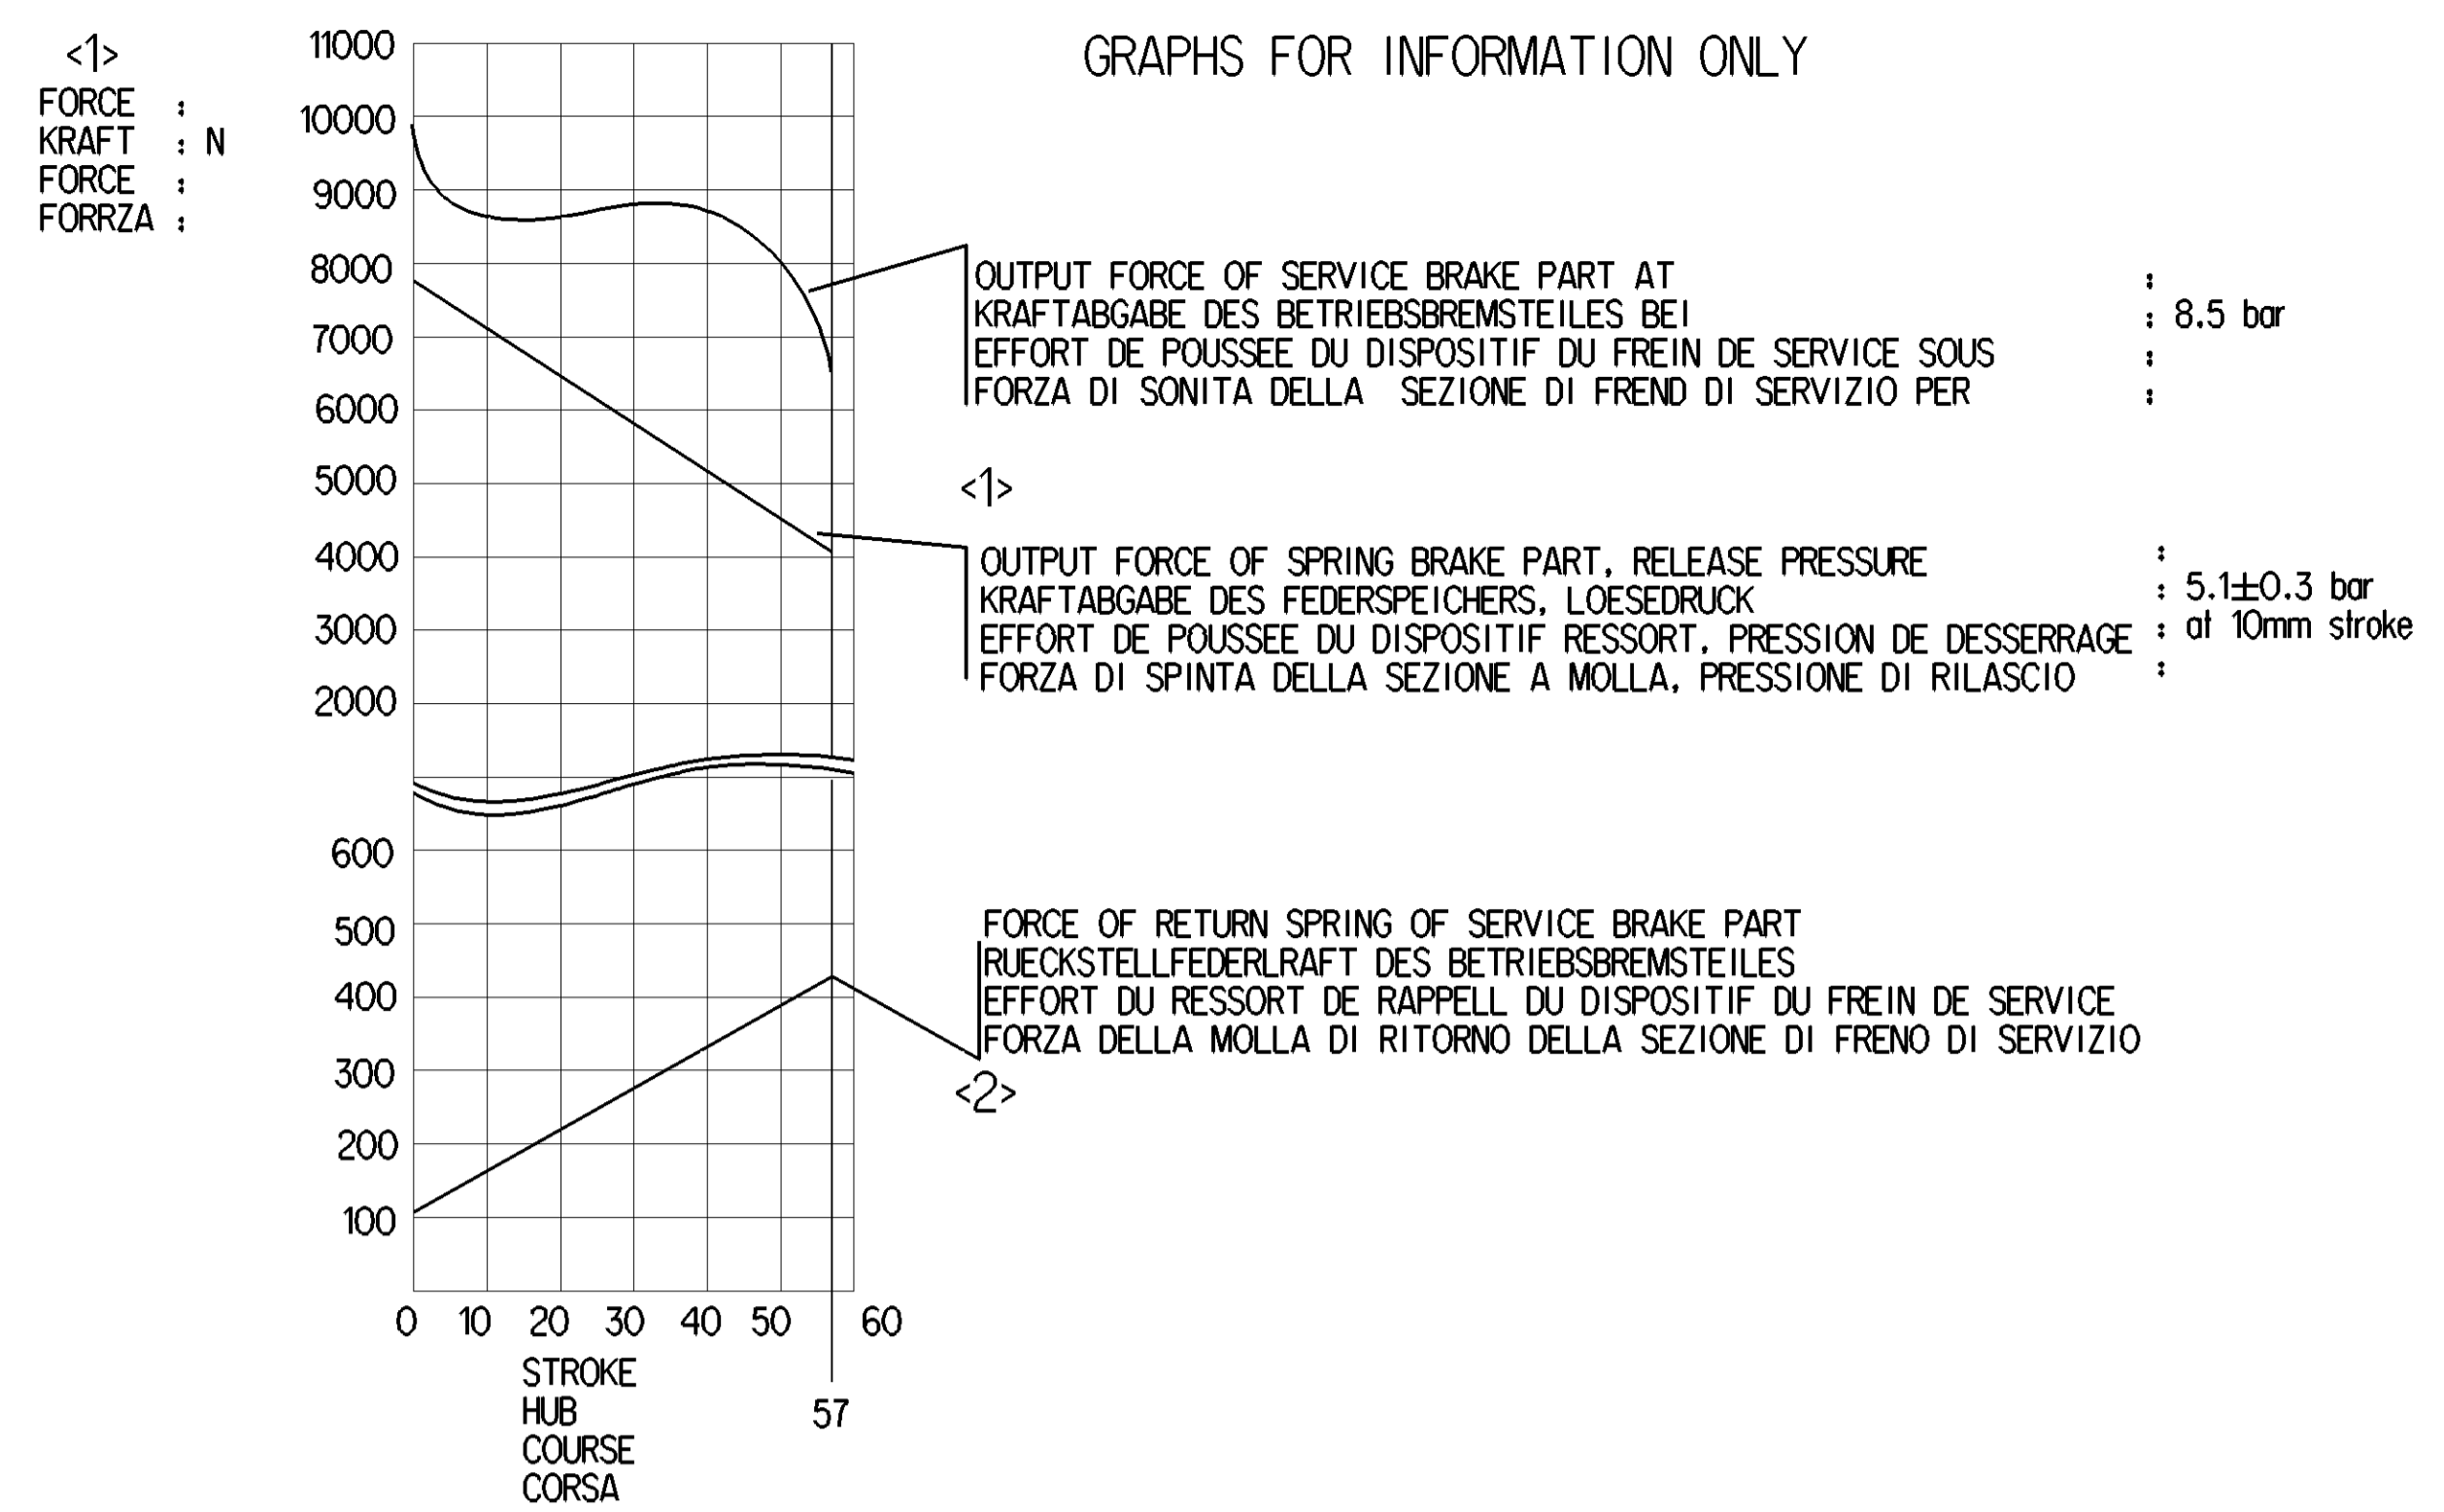 GRAPHS FOR INFORMATION ONLY
<1>
FORCE :
KRAFT : N
FORCE :
FORRZA :
11000
10000
9000
8000
7000
6000
5000
4000
3000
2000
600
500
400
300
200
100
0 10 20 30 40 50 60
57
STROKE
HUB
COURSE
CORSA
OUTPUT FORCE OF SERVICE BRAKE PART AT :
KRAFTABGABE DES BETRIEBSBREMSTEILES BEI : 8.5 bar
EFFORT DE POUSSEE DU DISPOSITIF DU FREIN DE SERVICE SOUS :
FORZA DI SONITA DELLA SEZIONE DI FREND DI SERVIZIO PER :
<1>
OUTPUT FORCE OF SPRING BRAKE PART, RELEASE PRESSURE :
KRAFTABGABE DES FEDERSPEICHERS, LOESEDRUCK : 5.1±0.3 bar
EFFORT DE POUSSEE DU DISPOSITIF RESSORT, PRESSION DE DESSERRAGE : at 10mm stroke
FORZA DI SPINTA DELLA SEZIONE A MOLLA, PRESSIONE DI RILASCIO :
FORCE OF RETURN SPRING OF SERVICE BRAKE PART
RUECKSTELLFEDERLRAFT DES BETRIEBSBREMSTEILES
EFFORT DU RESSORT DE RAPPELL DU DISPOSITIF DU FREIN DE SERVICE
FORZA DELLA MOLLA DI RITORNO DELLA SEZIONE DI FRENO DI SERVIZIO
<2>